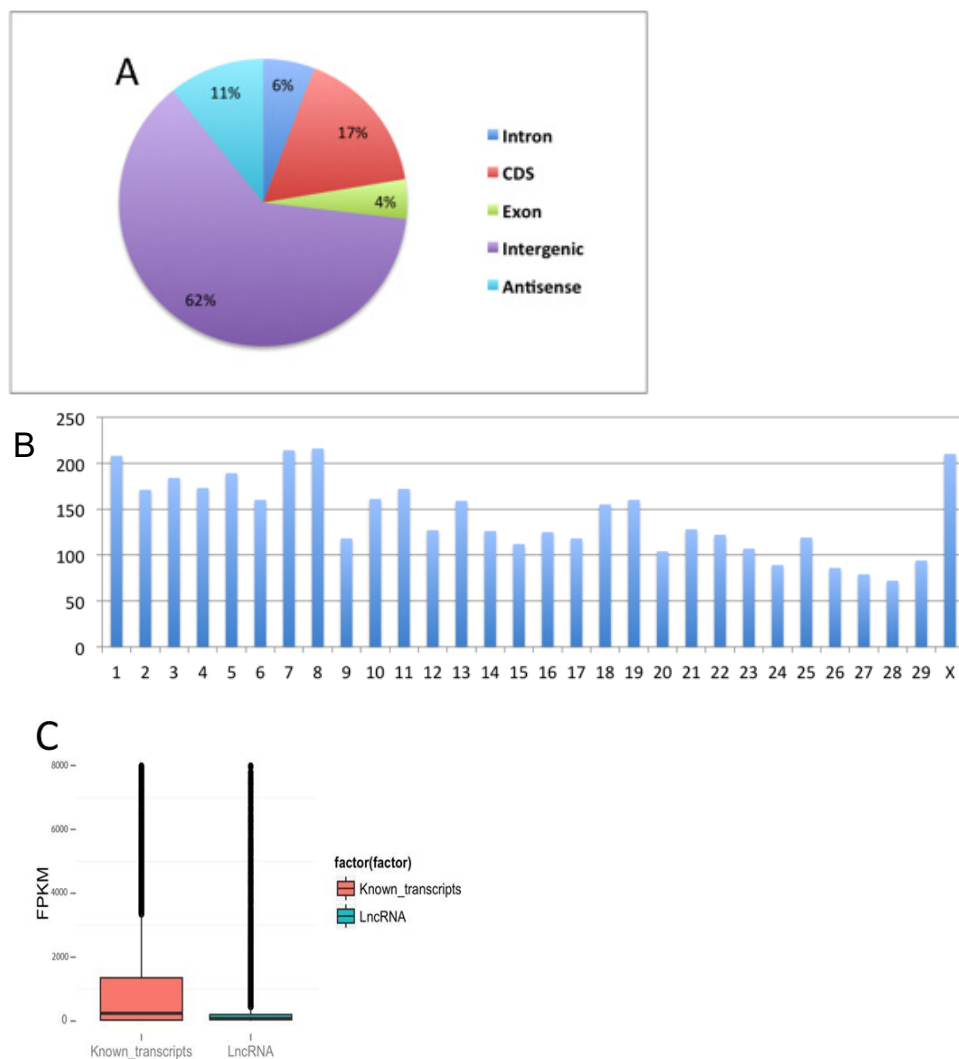 A
6%
17%
4%
62%
11%
Intron
CDS
Exon
Intergenic
Antisense
B
250
200
150
100
50
0
1 2 3 4 5 6 7 8 9 10 11 12 13 14 15 16 17 18 19 20 21 22 23 24 25 26 27 28 29 X
C
FPKM
8000
6000
4000
2000
0
Known_transcripts LncRNA
factor(factor)
Known_transcripts
LncRNA